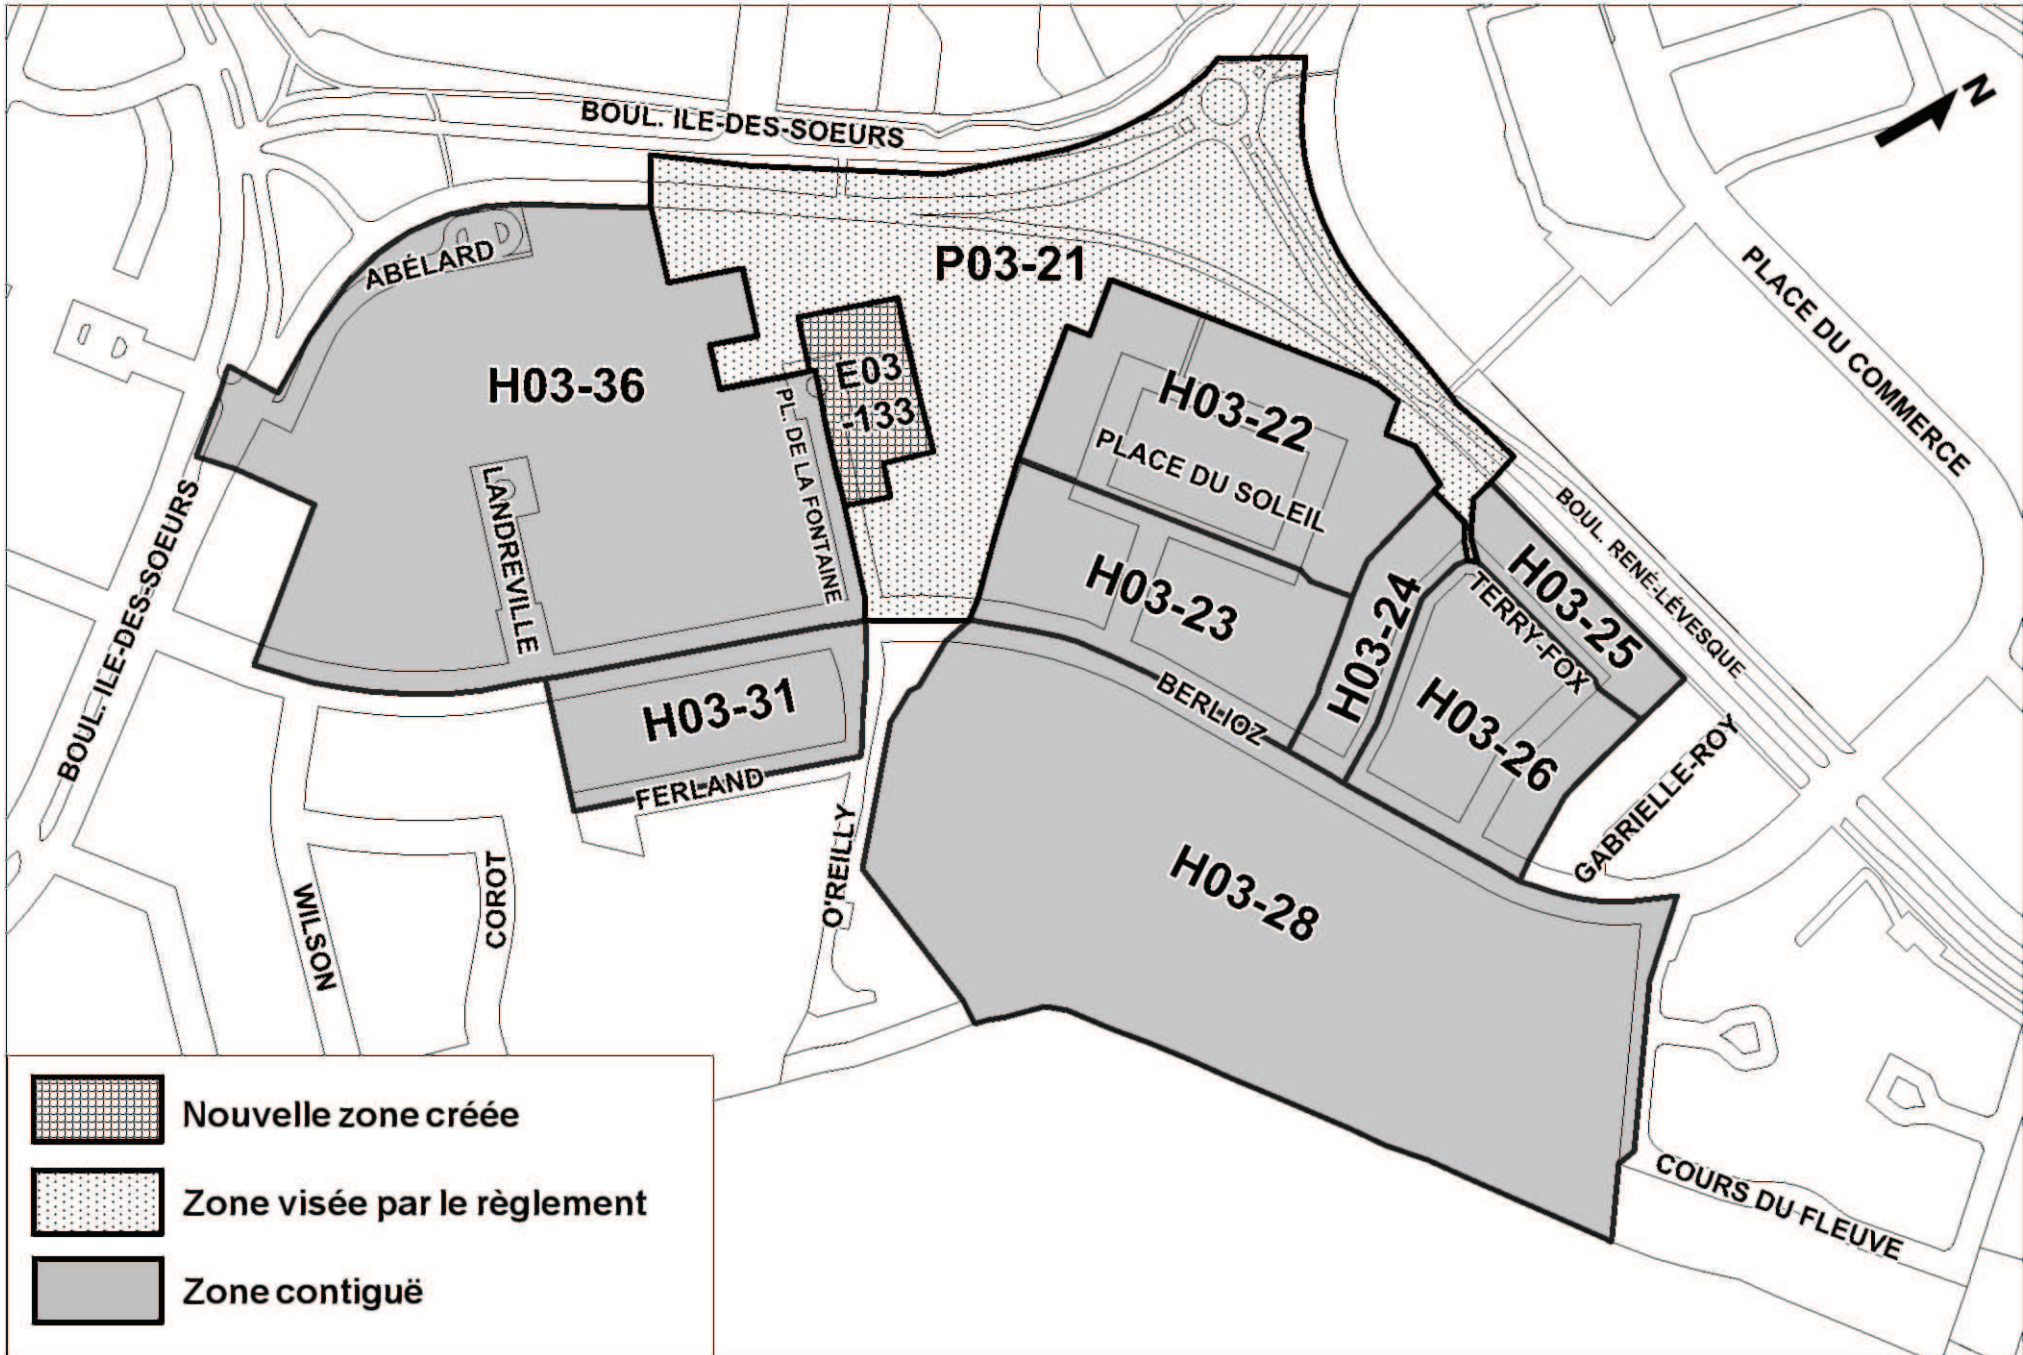 BOUL. ILE-DES-SOEURS
N
ABÉLARD
P03-21
PLACE DU COMMERCE
H03-36
E03
-133
H03-22
PLACE DU SOLEIL
PL. DE LA FONTAINE
LANDREVILLE
BOUL. ILE-DES-SOEURS
BOUL. RENÉ-LÉVESQUE
H03-23
H03-24
H03-25
TERRY-FOX
H03-26
H03-31
BERLIOZ
FERLAND
GABRIELLE-ROY
O'REILLY
COROT
WILSON
H03-28
COURS DU FLEUVE
Nouvelle zone créée
Zone visée par le règlement
Zone contiguë